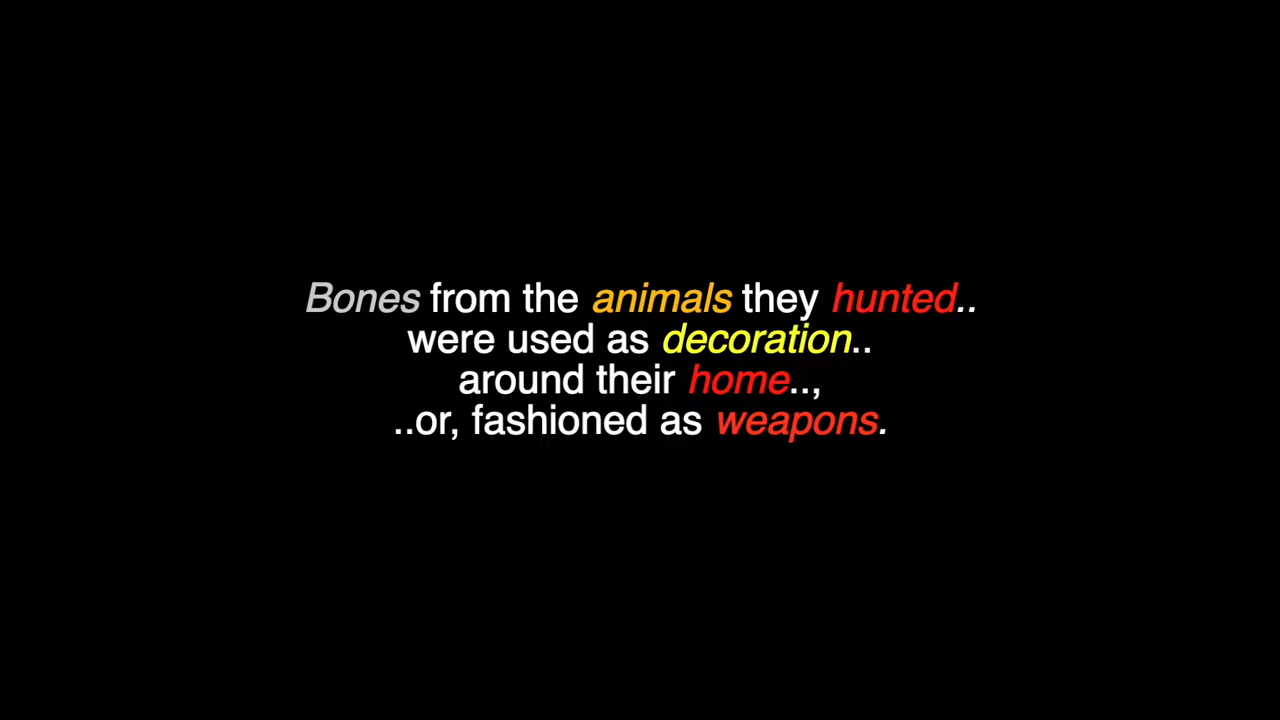 Bones from the animals they hunted..
were used as decoration..
around their home..,
..or, fashioned as weapons.